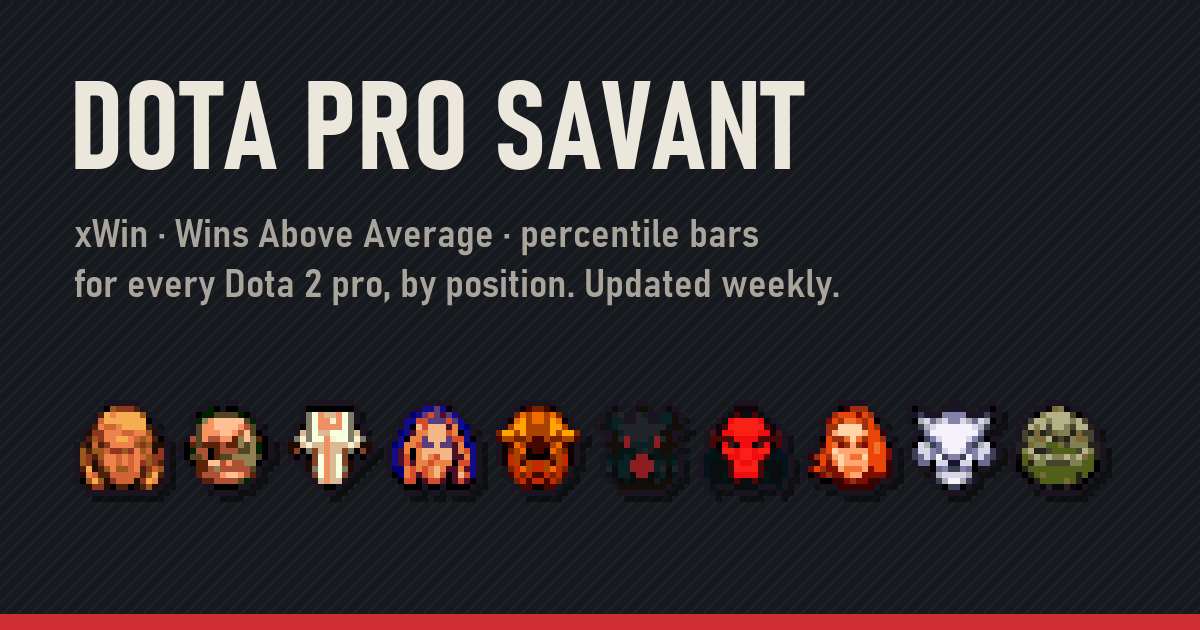 DOTA PRO SAVANT
xWin · Wins Above Average · percentile bars
for every Dota 2 pro, by position. Updated weekly.